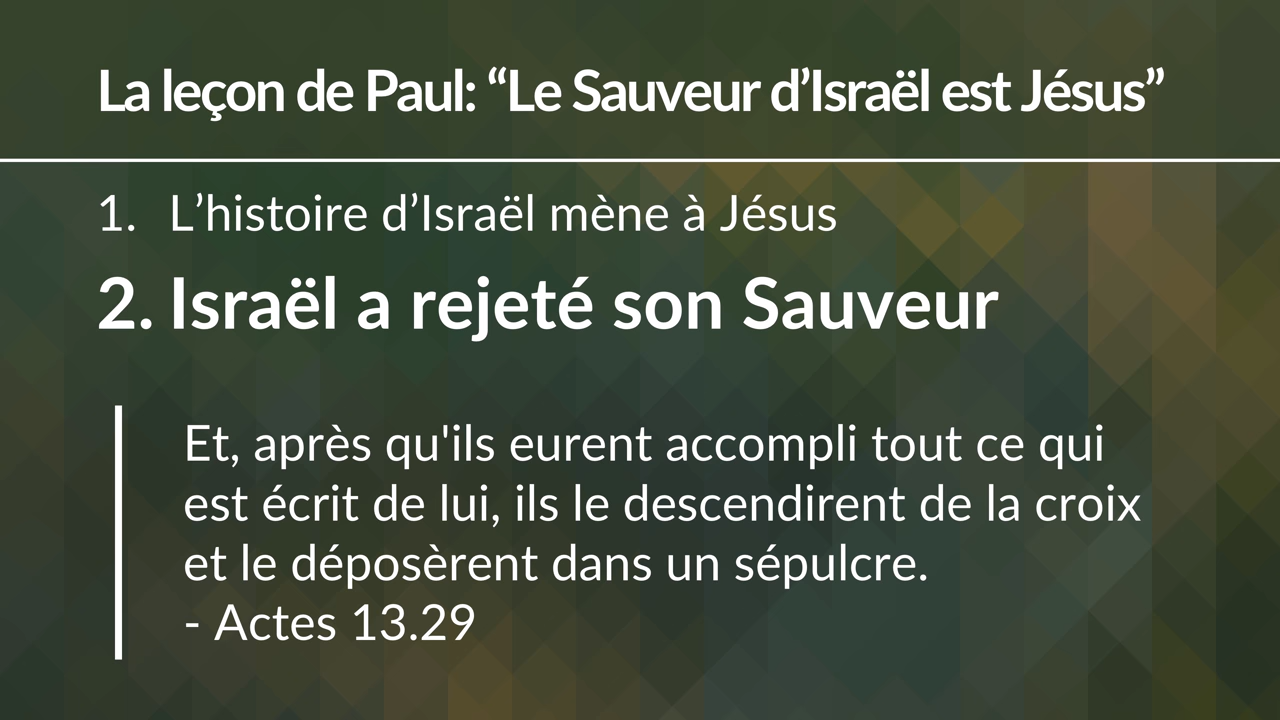 La leçon de Paul: “Le Sauveur d’Israël est Jésus”
1. L’histoire d’Israël mène à Jésus
2. Israël a rejeté son Sauveur
Et, après qu'ils eurent accompli tout ce qui
est écrit de lui, ils le descendirent de la croix
et le déposèrent dans un sépulcre.
- Actes 13.29